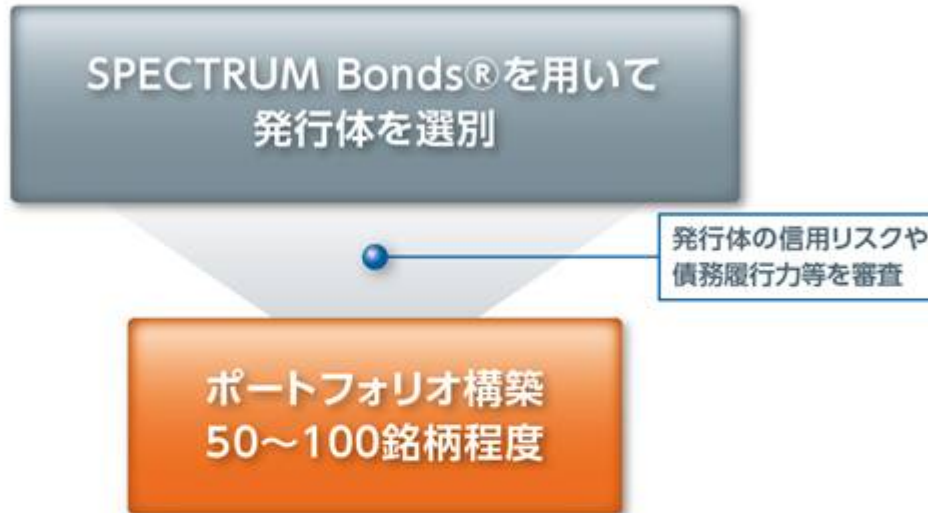 SPECTRUM Bonds®を用いて
発行体を選別
発行体の信用リスクや
債務履行力等を審査
ポートフォリオ構築
50～100銘柄程度